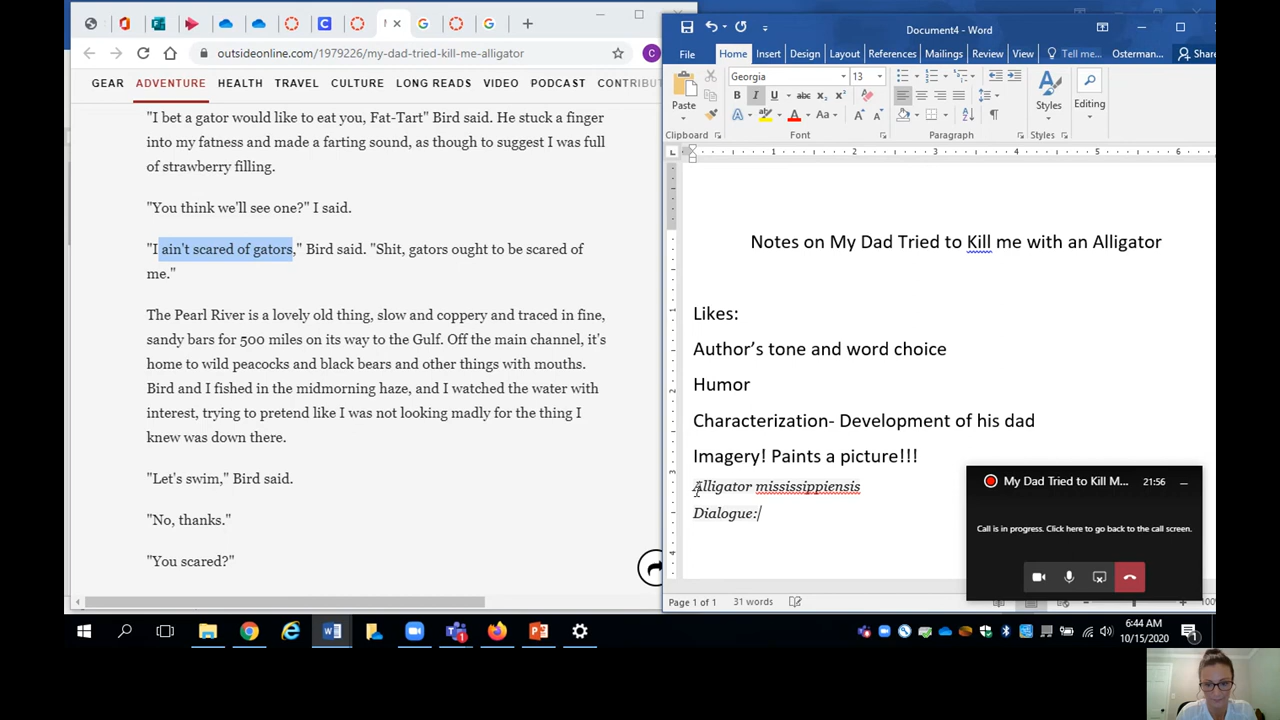 outsideonline.com/1979226/my-dad-tried-kill-me-alligator
GEAR ADVENTURE HEALTH TRAVEL CULTURE LONG READS VIDEO PODCAST CONTRIBUT
"I bet a gator would like to eat you, Fat-Tart" Bird said. He stuck a finger
into my fatness and made a farting sound, as though to suggest I was full
of strawberry filling.
"You think we'll see one?" I said.
"I ain't scared of gators," Bird said. "Shit, gators ought to be scared of
me."
The Pearl River is a lovely old thing, slow and coppery and traced in fine,
sandy bars for 500 miles on its way to the Gulf. Off the main channel, it's
home to wild peacocks and black bears and other things with mouths.
Bird and I fished in the midmorning haze, and I watched the water with
interest, trying to pretend like I was not looking madly for the thing I
knew was down there.
"Let's swim," Bird said.
"No, thanks."
"You scared?"
Document4 - Word
File Home Insert Design Layout References Mailings Review View Tell me... Osterman... Share
Georgia 13
Paste
Styles
Editing
Clipboard Font Paragraph Styles
1 2 3 4 5 6
Notes on My Dad Tried to Kill me with an Alligator
Likes:
Author's tone and word choice
Humor
Characterization- Development of his dad
Imagery! Paints a picture!!!
Alligator mississippiensis
Dialogue:
My Dad Tried to Kill M... 21:56
Call is in progress. Click here to go back to the call screen.
Page 1 of 1 31 words
6:44 AM
10/15/2020